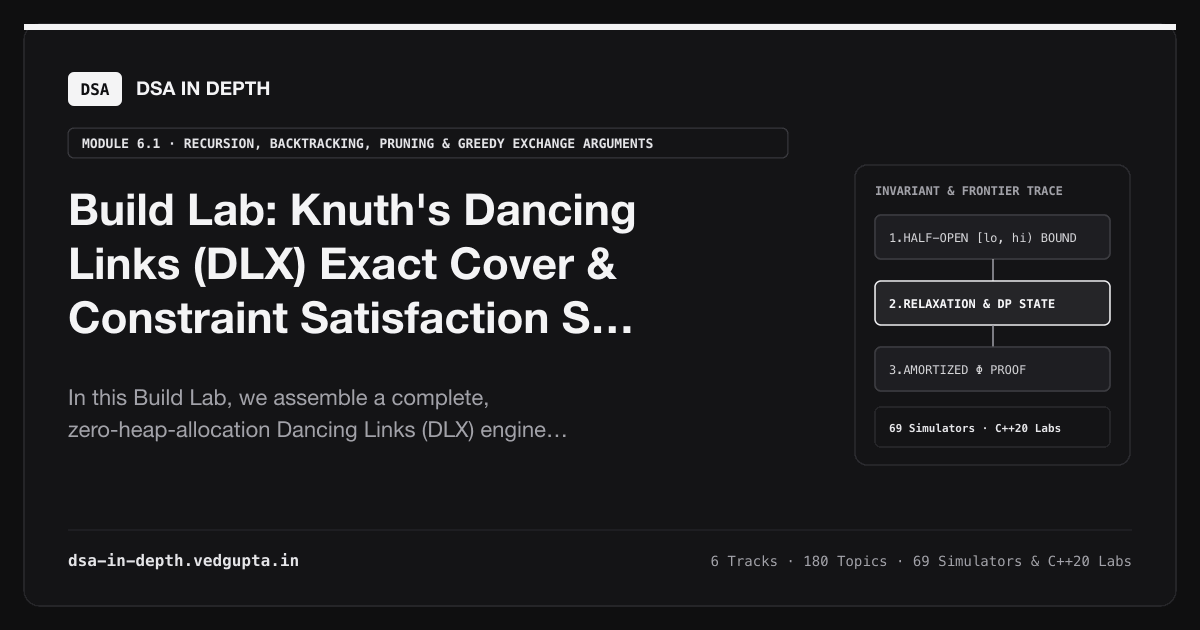 DSA DSA IN DEPTH
MODULE 6.1 · RECURSION, BACKTRACKING, PRUNING & GREEDY EXCHANGE ARGUMENTS
Build Lab: Knuth's Dancing
Links (DLX) Exact Cover &
Constraint Satisfaction S...
In this Build Lab, we assemble a complete,
zero-heap-allocation Dancing Links (DLX) engine...
INVARIANT & FRONTIER TRACE
1.HALF-OPEN [lo, hi) BOUND
2.RELAXATION & DP STATE
3.AMORTIZED Φ PROOF
69 Simulators · C++20 Labs
dsa-in-depth.vedgupta.in
6 Tracks · 180 Topics · 69 Simulators & C++20 Labs